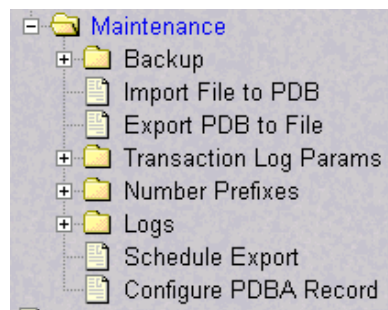 Maintenance
Backup
Import File to PDB
Export PDB to File
Transaction Log Params
Number Prefixes
Logs
Schedule Export
Configure PDBA Record